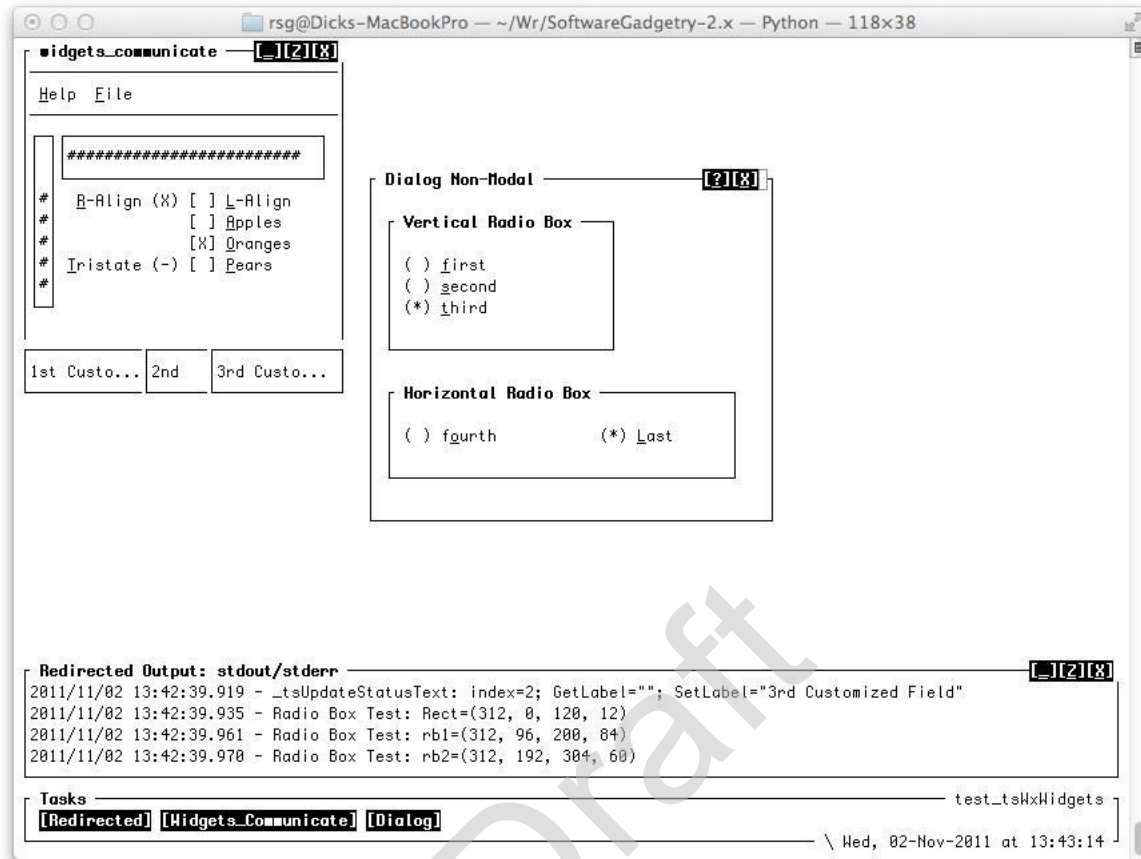 rsg@Dicks-MacBookPro — ~/Wr/SoftwareGadgetry-2.x — Python — 118×38
widgets_communicate [_][Z][X]
Help File
#########################
# R-Align (X) [ ] L-Align
# [ ] Apples
# [X] Oranges
# Tristate (-) [ ] Pears
#
1st Custo... 2nd 3rd Custo...
Dialog Non-Modal [?][X]
Vertical Radio Box
( ) first
( ) second
(*) third
Horizontal Radio Box
( ) fourth (*) Last
Redirected Output: stdout/stderr [_][Z][X]
2011/11/02 13:42:39.919 - _tsUpdateStatusText: index=2; GetLabel=""; SetLabel="3rd Customized Field"
2011/11/02 13:42:39.935 - Radio Box Test: Rect=(312, 0, 120, 12)
2011/11/02 13:42:39.961 - Radio Box Test: rb1=(312, 96, 200, 84)
2011/11/02 13:42:39.970 - Radio Box Test: rb2=(312, 192, 304, 60)
Tasks test_tsWxWidgets
[Redirected] [Widgets_Communicate] [Dialog]
\ Wed, 02-Nov-2011 at 13:43:14
Draft